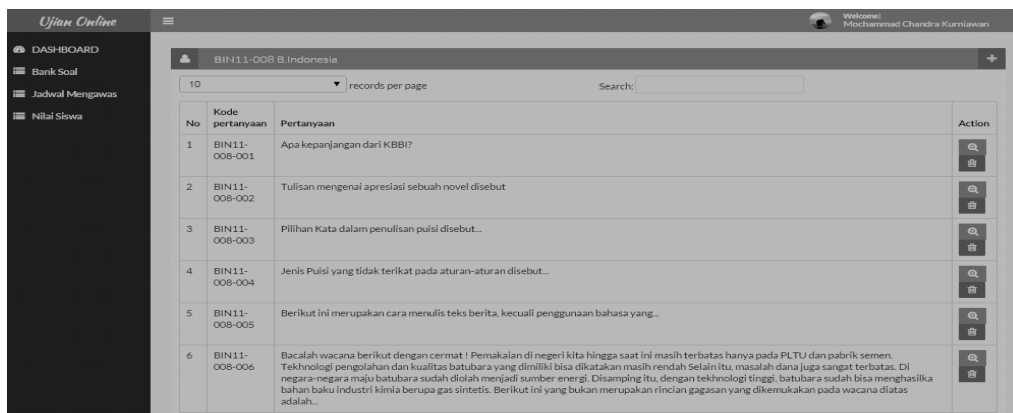 Ujian Online
Welcome!
Mochammad Chandra Kurniawan
DASHBOARD
Bank Soal
Jadwal Mengawas
Nilai Siswa
BIN11-008 B.Indonesia
10 records per page
Search:
No Kode pertanyaan Pertanyaan Action
1 BIN11-008-001 Apa kepanjangan dari KBBI?
2 BIN11-008-002 Tulisan mengenai apresiasi sebuah novel disebut
3 BIN11-008-003 Pilihan Kata dalam penulisan puisi disebut...
4 BIN11-008-004 Jenis Puisi yang tidak terikat pada aturan-aturan disebut...
5 BIN11-008-005 Berikut ini merupakan cara menulis teks berita, kecuali penggunaan bahasa yang...
6 BIN11-008-006 Bacalah wacana berikut dengan cermat ! Pemakaian di negeri kita hingga saat ini masih terbatas hanya pada PLTU dan pabrik semen.
Tekhnologi pengolahan dan kualitas batubara yang dimiliki bisa dikatakan masih rendah Selain itu, masalah dana juga sangat terbatas. Di
negara-negara maju batubara sudah diolah menjadi sumber energi. Disamping itu, dengan tekhnologi tinggi, batubara sudah bisa menghasilka
bahan baku industri kimia berupa gas sintetis. Berikut ini yang bukan merupakan rincian gagasan yang dikemukakan pada wacana diatas
adalah...